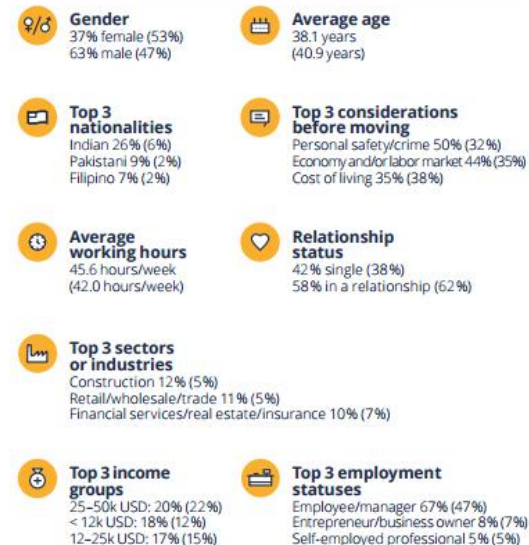 Gender
37% female (53%)
63% male (47%)
Average age
38.1 years
(40.9 years)
Top 3
nationalities
Indian 26% (6%)
Pakistani 9% (2%)
Filipino 7% (2%)
Top 3 considerations
before moving
Personal safety/crime 50% (32%)
Economy and/or labor market 44% (35%)
Cost of living 35% (38%)
Average
working hours
45.6 hours/week
(42.0 hours/week)
Relationship
status
42% single (38%)
58% in a relationship (62%)
Top 3 sectors
or industries
Construction 12% (5%)
Retail/wholesale/trade 11% (5%)
Financial services/real estate/insurance 10% (7%)
Top 3 income
groups
25–50k USD: 20% (22%)
< 12k USD: 18% (12%)
12–25k USD: 17% (15%)
Top 3 employment
statuses
Employee/manager 67% (47%)
Entrepreneur/business owner 8% (7%)
Self-employed professional 5% (5%)